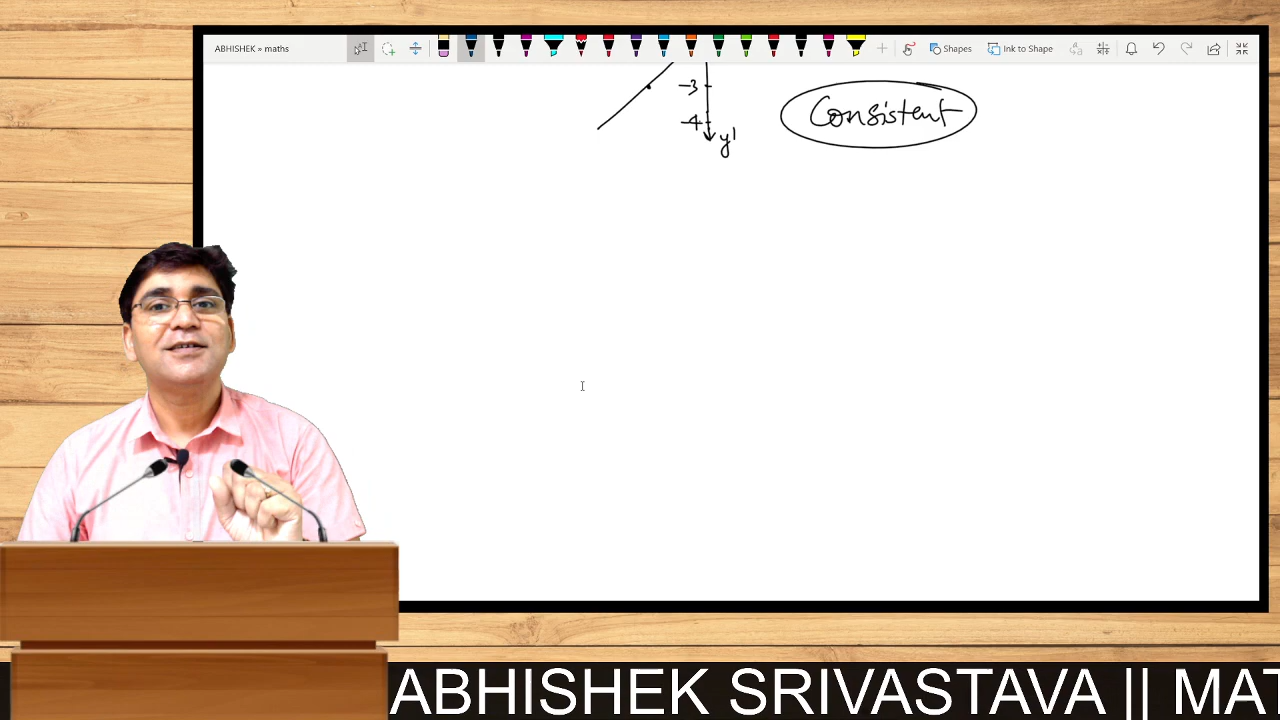 ABHISHEK » maths
Shapes
Ink to Shape
-3
-4
y'
Consistent
ABHISHEK SRIVASTAVA || MAT